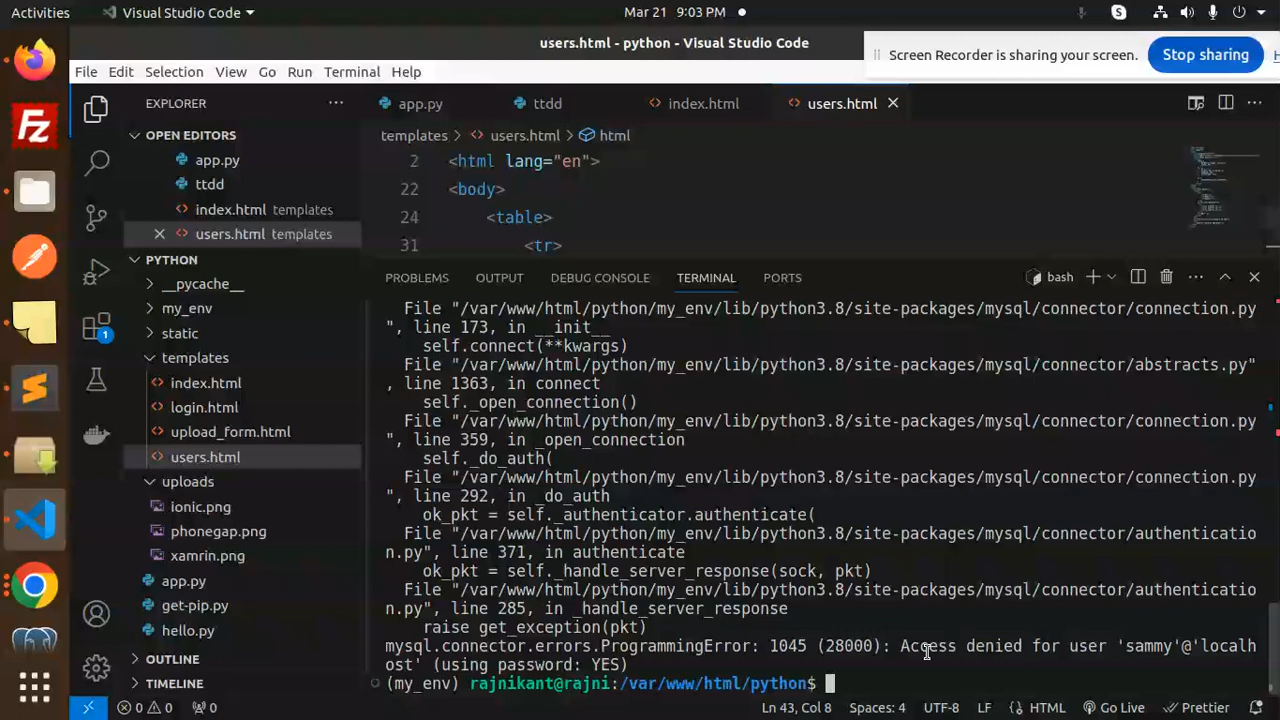 Activities
Visual Studio Code
Mar 21 9:03 PM
users.html - python - Visual Studio Code
Screen Recorder is sharing your screen.
Stop sharing
File Edit Selection View Go Run Terminal Help
EXPLORER
app.py
ttdd
index.html
users.html
OPEN EDITORS
app.py
ttdd
index.html templates
users.html templates
PYTHON
__pycache__
my_env
static
templates
index.html
login.html
upload_form.html
users.html
uploads
ionic.png
phonegap.png
xamrin.png
app.py
get-pip.py
hello.py
OUTLINE
TIMELINE
templates > users.html > html
2 <html lang="en">
22 <body>
24 <table>
31 <tr>
PROBLEMS OUTPUT DEBUG CONSOLE TERMINAL PORTS
bash
File "/var/www/html/python/my_env/lib/python3.8/site-packages/mysql/connector/connection.py
", line 173, in __init__
self.connect(**kwargs)
File "/var/www/html/python/my_env/lib/python3.8/site-packages/mysql/connector/abstracts.py"
, line 1363, in connect
self._open_connection()
File "/var/www/html/python/my_env/lib/python3.8/site-packages/mysql/connector/connection.py
", line 359, in _open_connection
self._do_auth(
File "/var/www/html/python/my_env/lib/python3.8/site-packages/mysql/connector/connection.py
", line 292, in _do_auth
ok_pkt = self._authenticator.authenticate(
File "/var/www/html/python/my_env/lib/python3.8/site-packages/mysql/connector/authenticatio
n.py", line 371, in authenticate
ok_pkt = self._handle_server_response(sock, pkt)
File "/var/www/html/python/my_env/lib/python3.8/site-packages/mysql/connector/authenticatio
n.py", line 285, in _handle_server_response
raise get_exception(pkt)
mysql.connector.errors.ProgrammingError: 1045 (28000): Access denied for user 'sammy'@'localh
ost' (using password: YES)
(my_env) rajnikant@rajni:/var/www/html/python$
0 0 0
Ln 43, Col 8 Spaces: 4 UTF-8 LF HTML Go Live Prettier